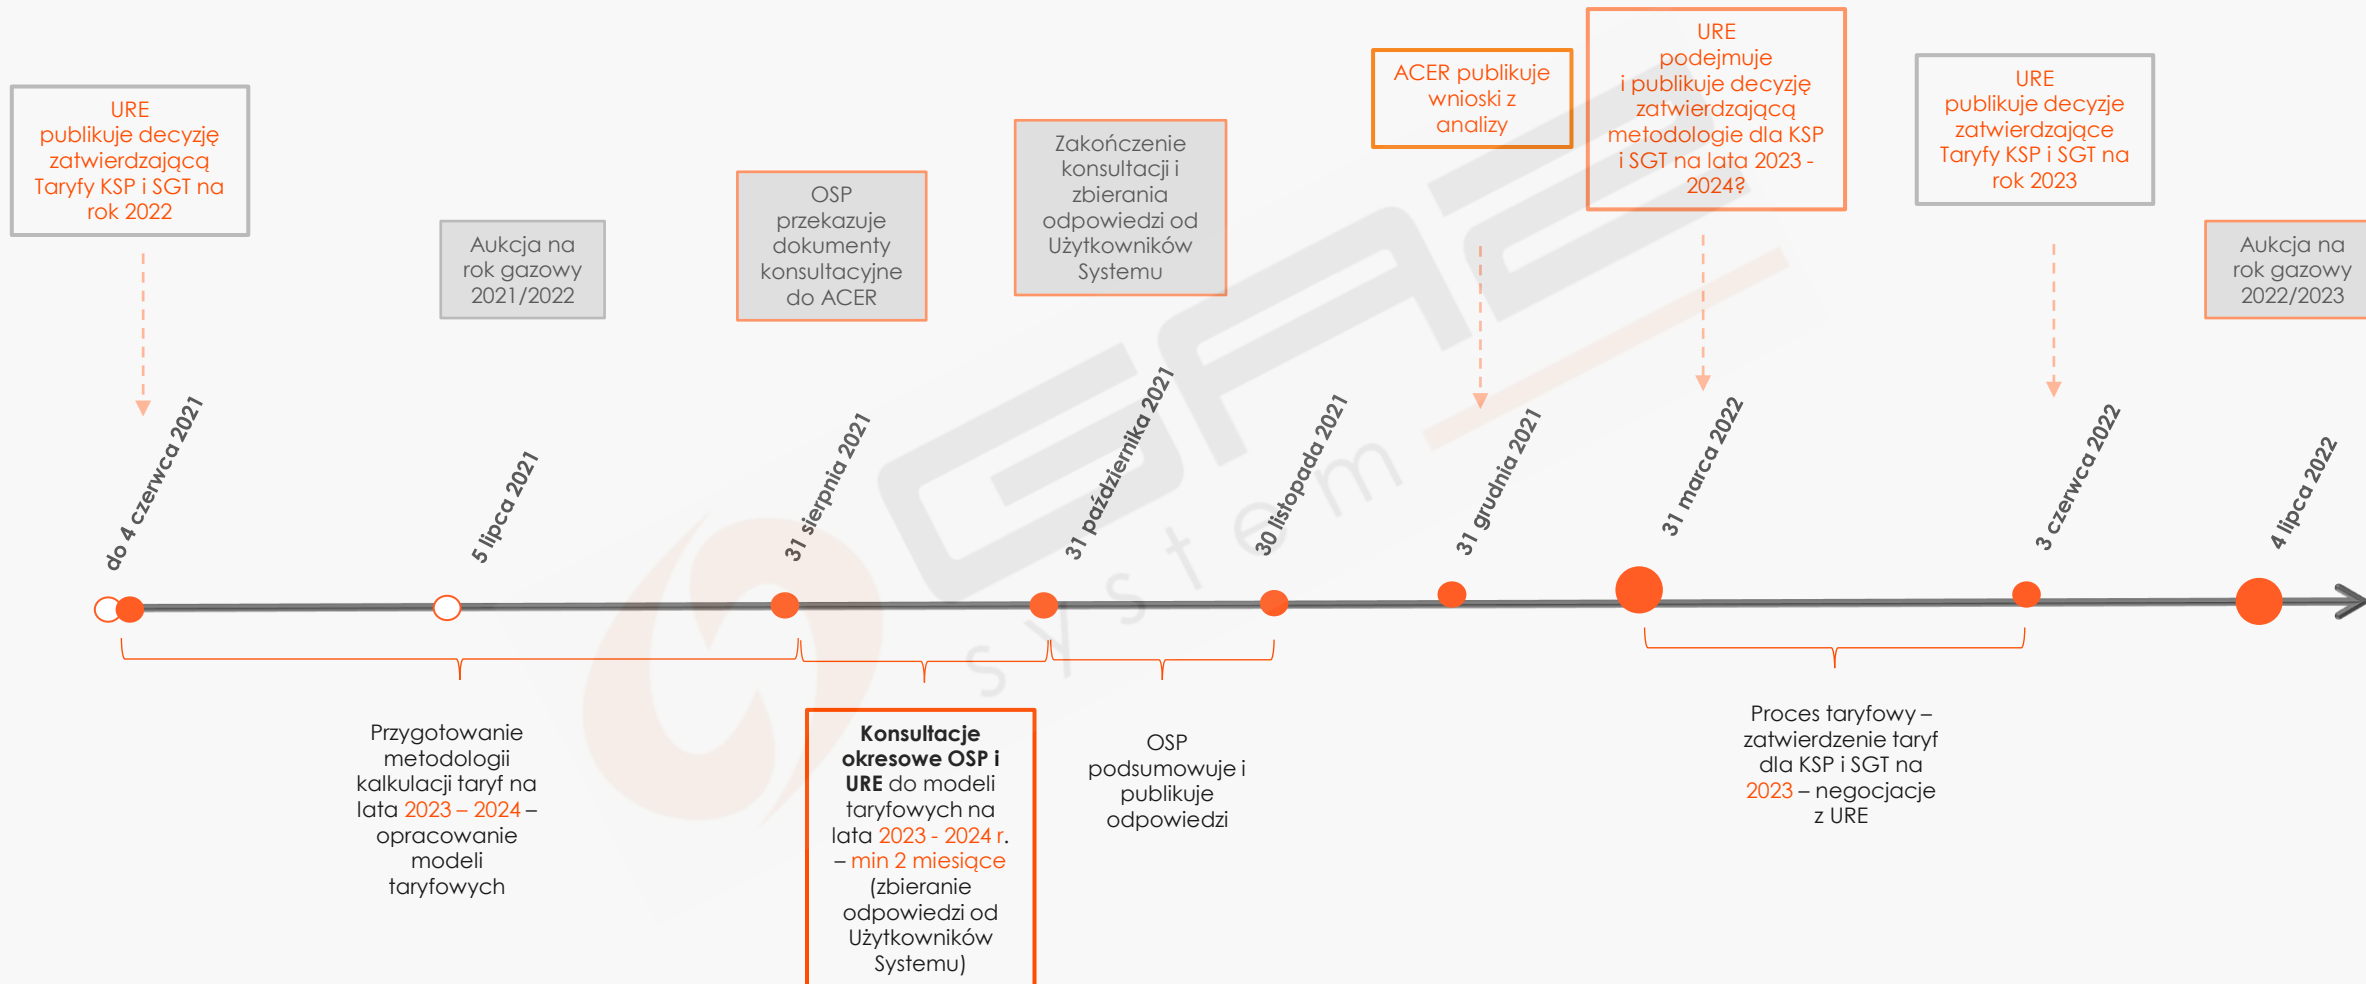 URE
publikuje decyzję
zatwierdzającą
Taryfy KSP i SGT na
rok 2022
Aukcja na
rok gazowy
2021/2022
OSP
przekazuje
dokumenty
konsultacyjne
do ACER
Zakończenie
konsultacji i
zbierania
odpowiedzi od
Użytkowników
Systemu
ACER publikuje
wnioski z
analizy
URE
podejmuje
i publikuje decyzję
zatwierdzającą
metodologie dla KSP
i SGT na lata 2023 -
2024?
URE
publikuje decyzje
zatwierdzające
Taryfy KSP i SGT na
rok 2023
Aukcja na
rok gazowy
2022/2023
do 4 czerwca 2021
5 lipca 2021
31 sierpnia 2021
31 października 2021
30 listopada 2021
31 grudnia 2021
31 marca 2022
3 czerwca 2022
4 lipca 2022
GAZ
system
Przygotowanie
metodologii
kalkulacji taryf na
lata 2023 – 2024 –
opracowanie
modeli
taryfowych
Konsultacje
okresowe OSP i
URE do modeli
taryfowych na
lata 2023 - 2024 r.
– min 2 miesiące
(zbieranie
odpowiedzi od
Użytkowników
Systemu)
OSP
podsumowuje i
publikuje
odpowiedzi
Proces taryfowy –
zatwierdzenie taryf
dla KSP i SGT na
2023 – negocjacje
z URE